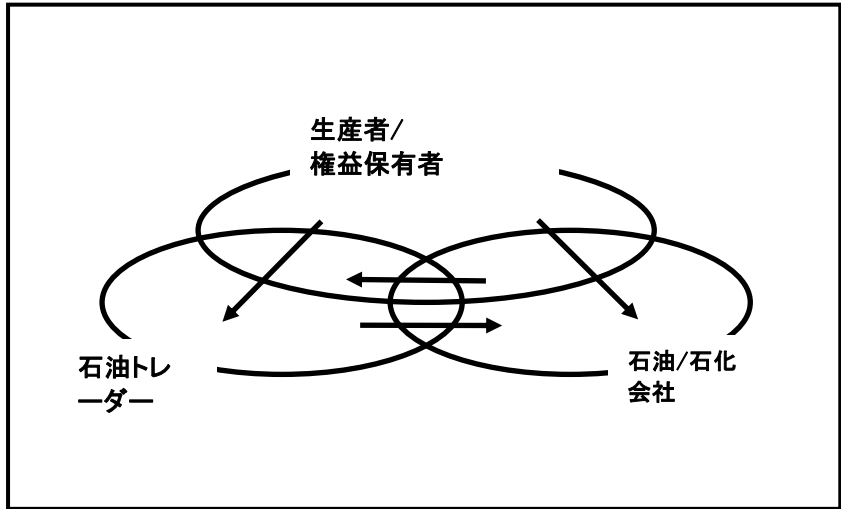 生産者/
権益保有者
石油トレ
ーダー
石油/石化
会社